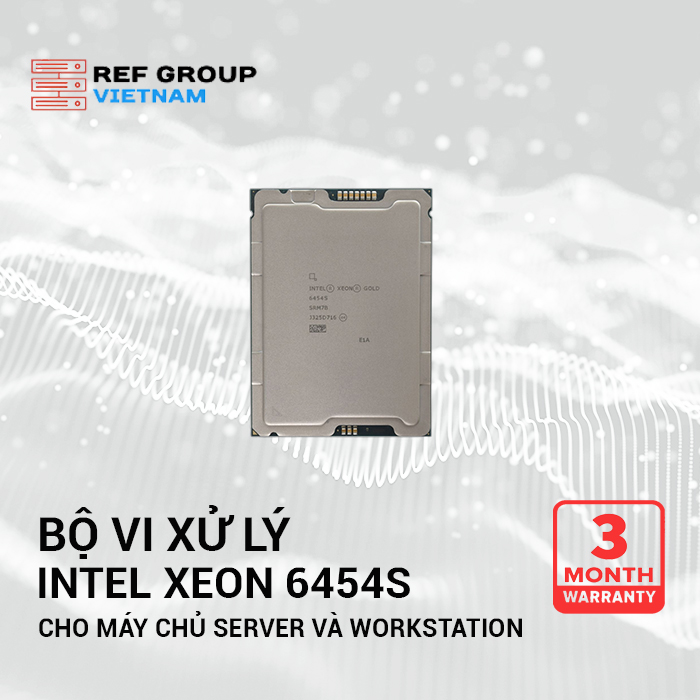 REF GROUP
VIETNAM
INTEL® XEON® GOLD
6454S
E1A
BỘ VI XỬ LÝ
INTEL XEON 6454S
CHO MÁY CHỦ SERVER VÀ WORKSTATION
3
MONTH
WARRANTY